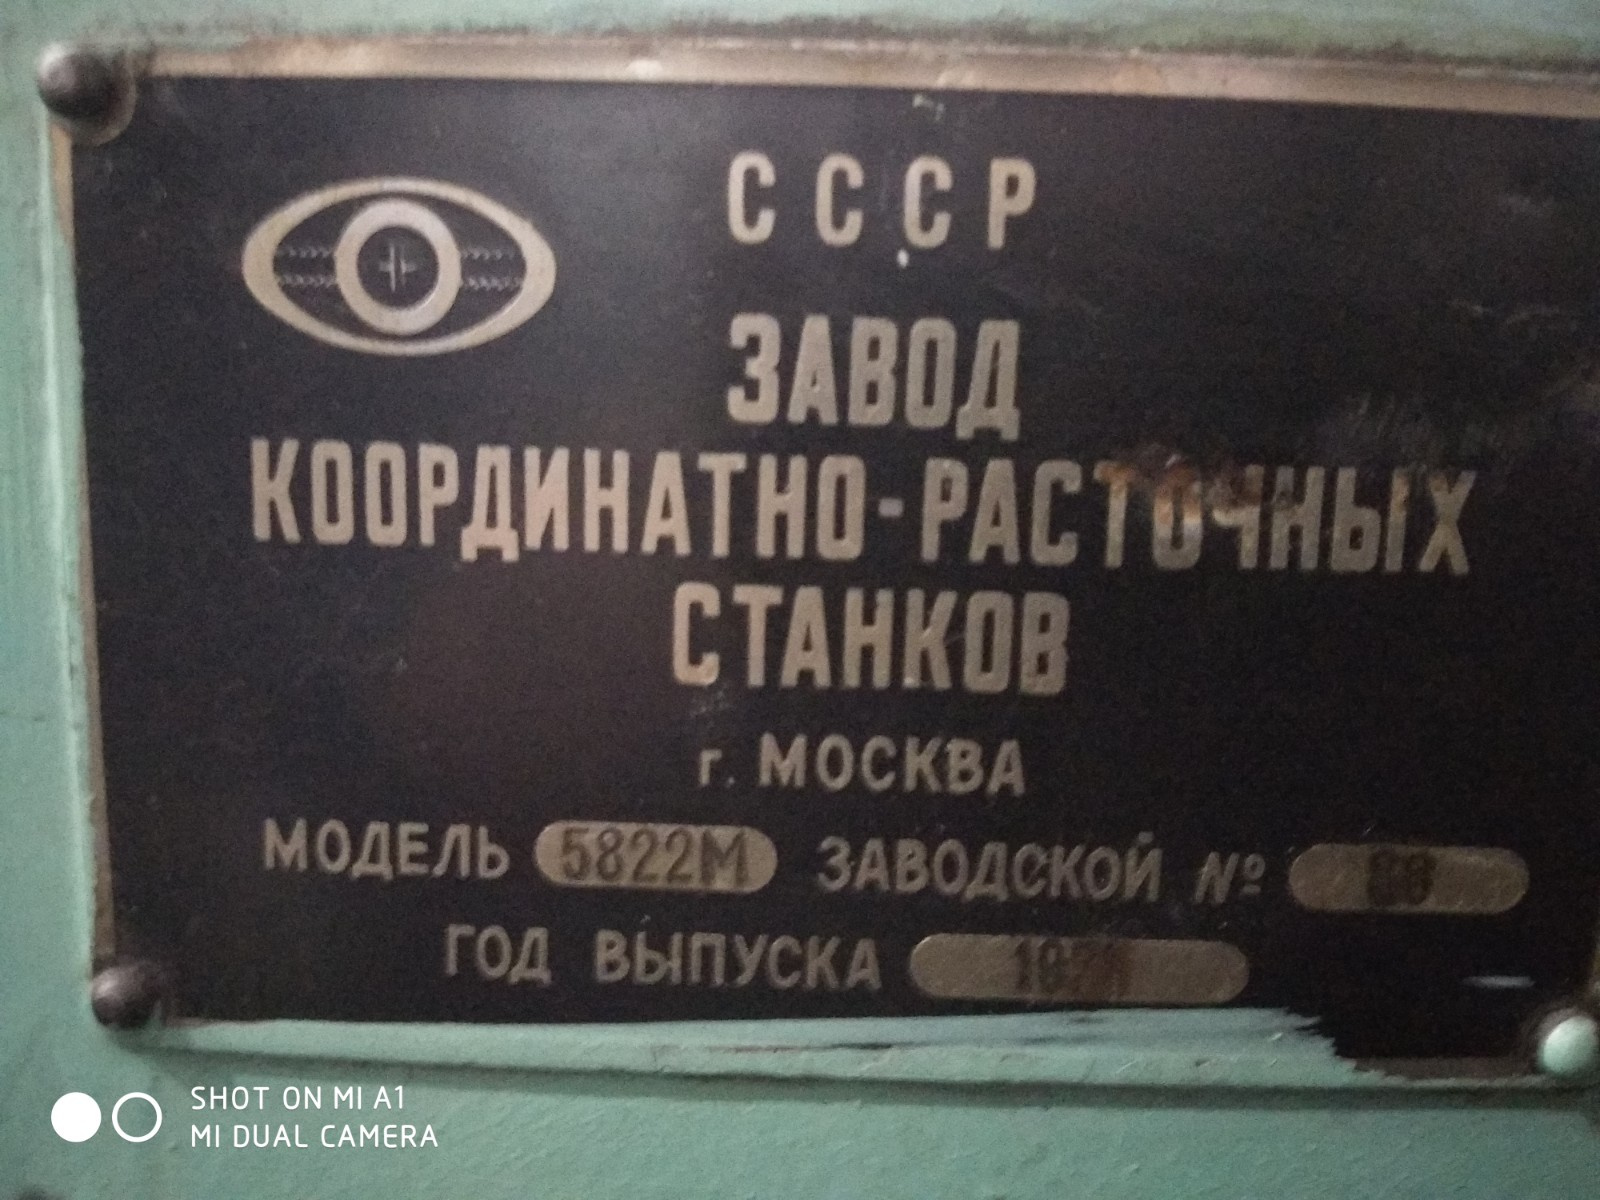 СССР
ЗАВОД
КООРДИНАТНО-РАСТОЧНЫХ
СТАНКОВ
г. МОСКВА
МОДЕЛЬ 5822М ЗАВОДСКОЙ №
ГОД ВЫПУСКА
SHOT ON MI A1
MI DUAL CAMERA